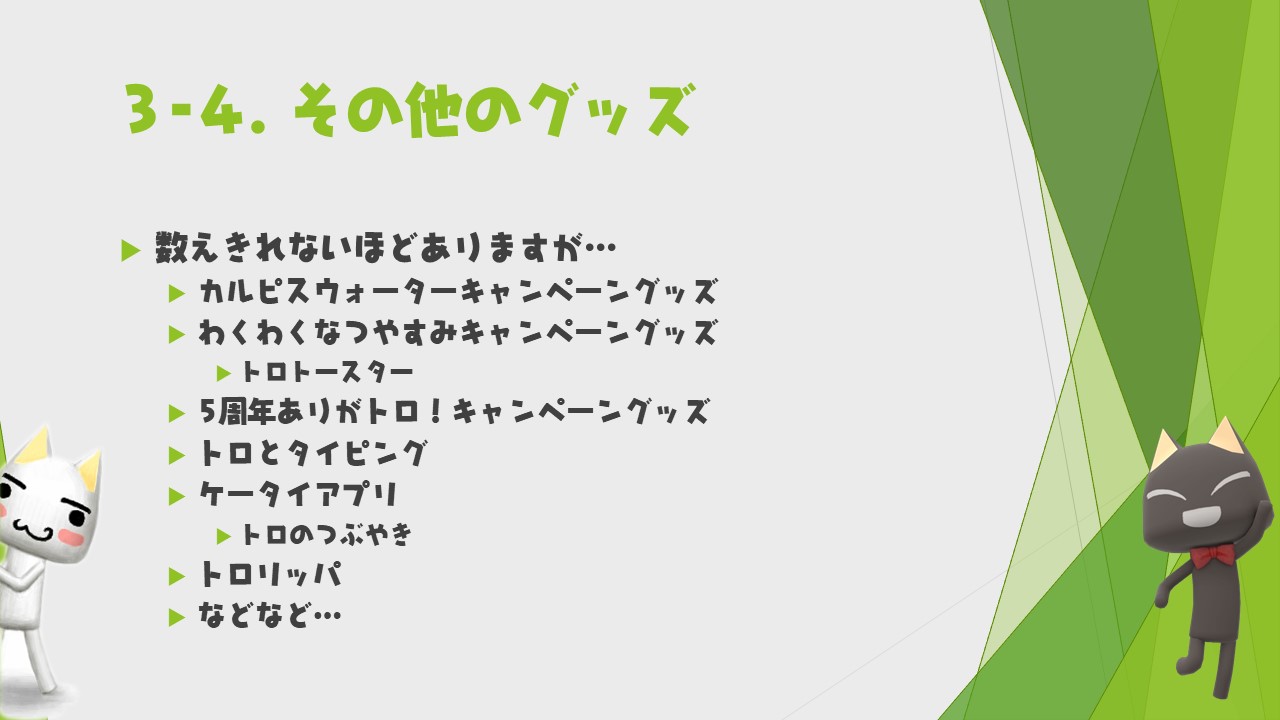 3-4. その他のグッズ
数えきれないほどありますが…
カルピスウォーターキャンペーングッズ
わくわくなつやすみキャンペーングッズ
トロトースター
5周年ありがトロ！キャンペーングッズ
トロとタイピング
ケータイアプリ
トロのつぶやき
トロリッパ
などなど…